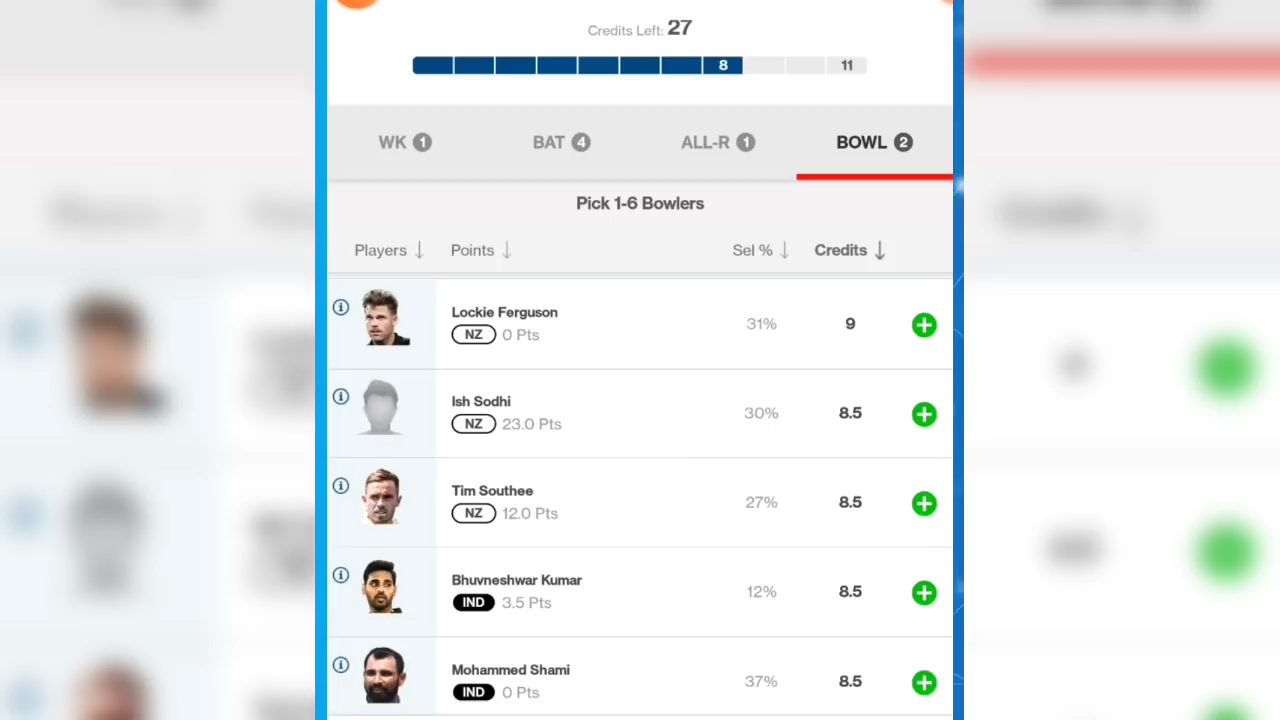 Credits Left: 27
8 11
WK 1 BAT 4 ALL-R 1 BOWL 2
Pick 1-6 Bowlers
Players ↓ Points ↓ Sel % ↓ Credits ↓
Lockie Ferguson
NZ 0 Pts 31% 9
Ish Sodhi
NZ 23.0 Pts 30% 8.5
Tim Southee
NZ 12.0 Pts 27% 8.5
Bhuvneshwar Kumar
IND 3.5 Pts 12% 8.5
Mohammed Shami
IND 0 Pts 37% 8.5